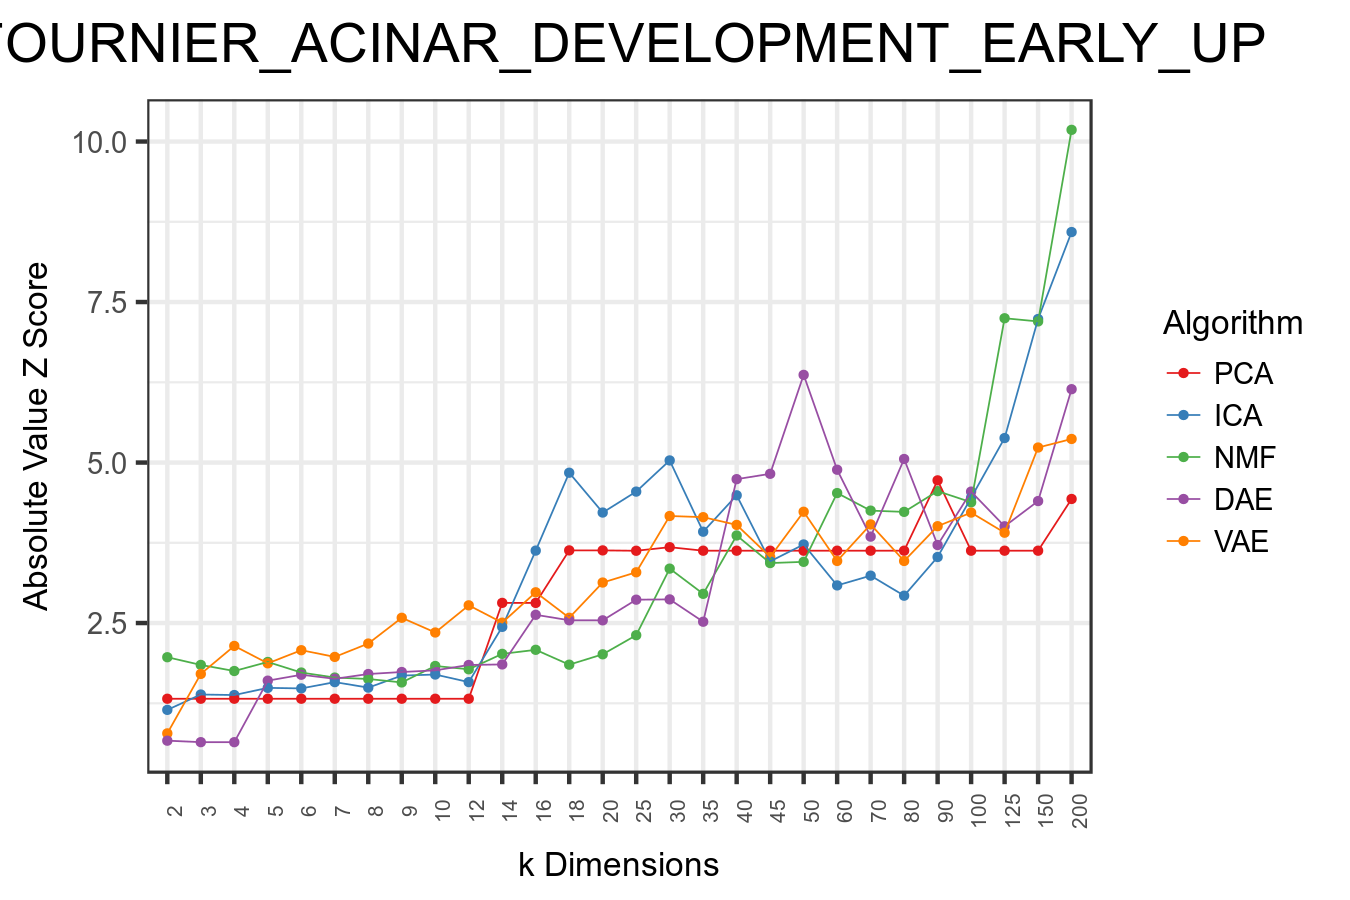 TOURNIER_ACINAR_DEVELOPMENT_EARLY_UP
10.0
7.5
5.0
2.5
Absolute Value Z Score
2 3 4 5 6 7 8 9 10 12 14 16 18 20 25 30 35 40 45 50 60 70 80 90 100 125 150 200
k Dimensions
Algorithm
PCA
ICA
NMF
DAE
VAE